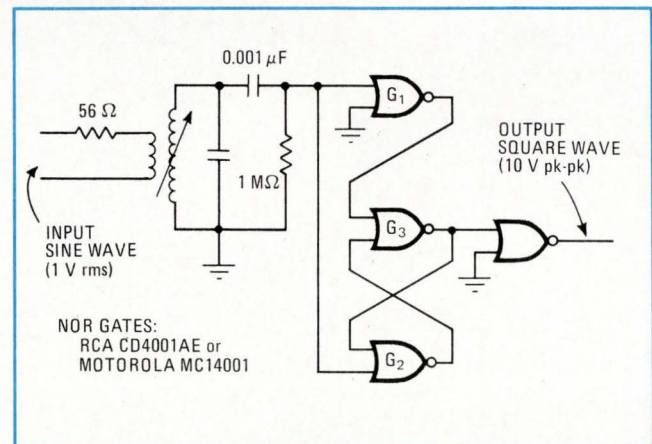 0.001 µF
56 Ω
G₁
1 MΩ
OUTPUT
SQUARE WAVE
(10 V pk-pk)
G₃
INPUT
SINE WAVE
(1 V rms)
NOR GATES:
RCA CD4001AE or
MOTOROLA MC14001
G₂